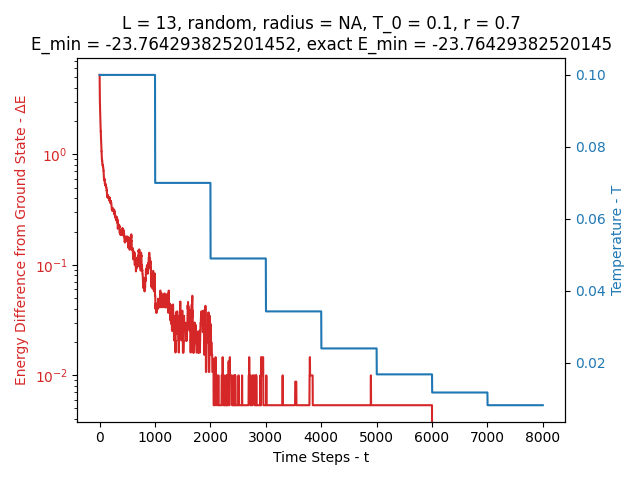 L = 13, random, radius = NA, T_0 = 0.1, r = 0.7
E_min = -23.764293825201452, exact E_min = -23.76429382520145
Energy Difference from Ground State - ΔE
10^0
10^-1
10^-2
0.10
0.08
0.06
0.04
0.02
Temperature - T
0 1000 2000 3000 4000 5000 6000 7000 8000
Time Steps - t